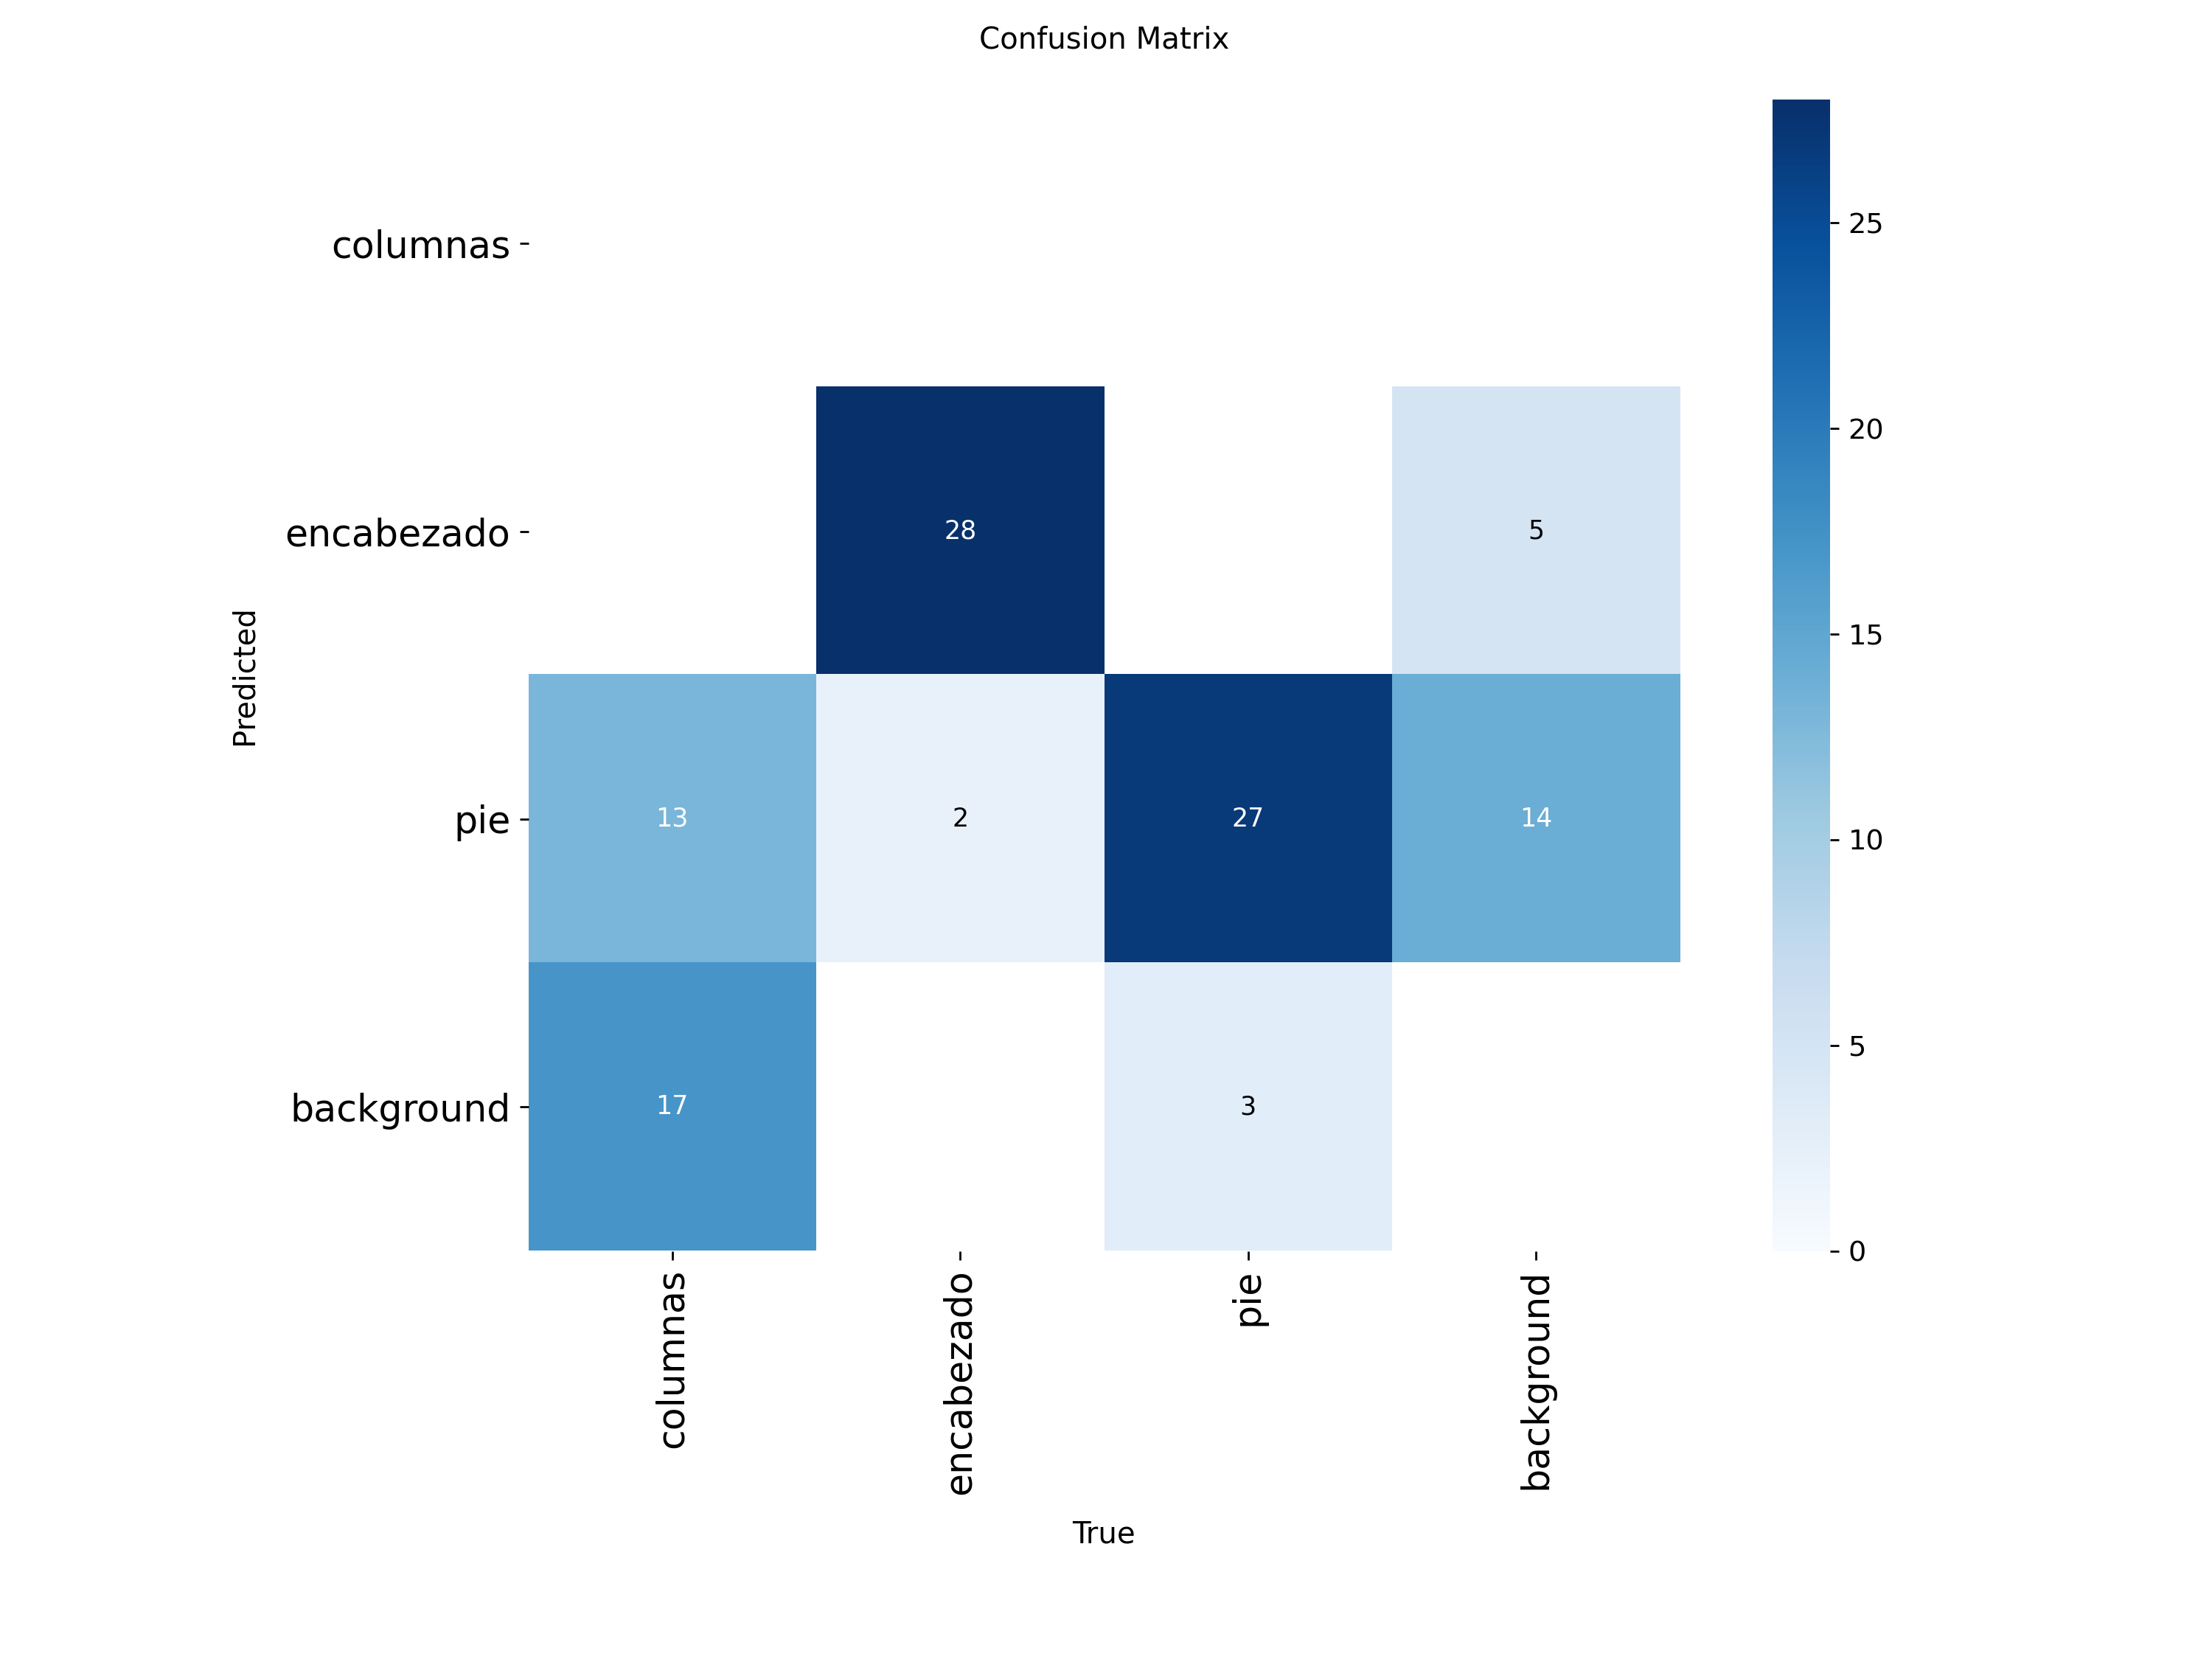 Confusion Matrix
columnas
encabezado
pie
background
Predicted
28
5
13
2
27
14
17
3
columnas
encabezado
pie
background
True
25
20
15
10
5
0